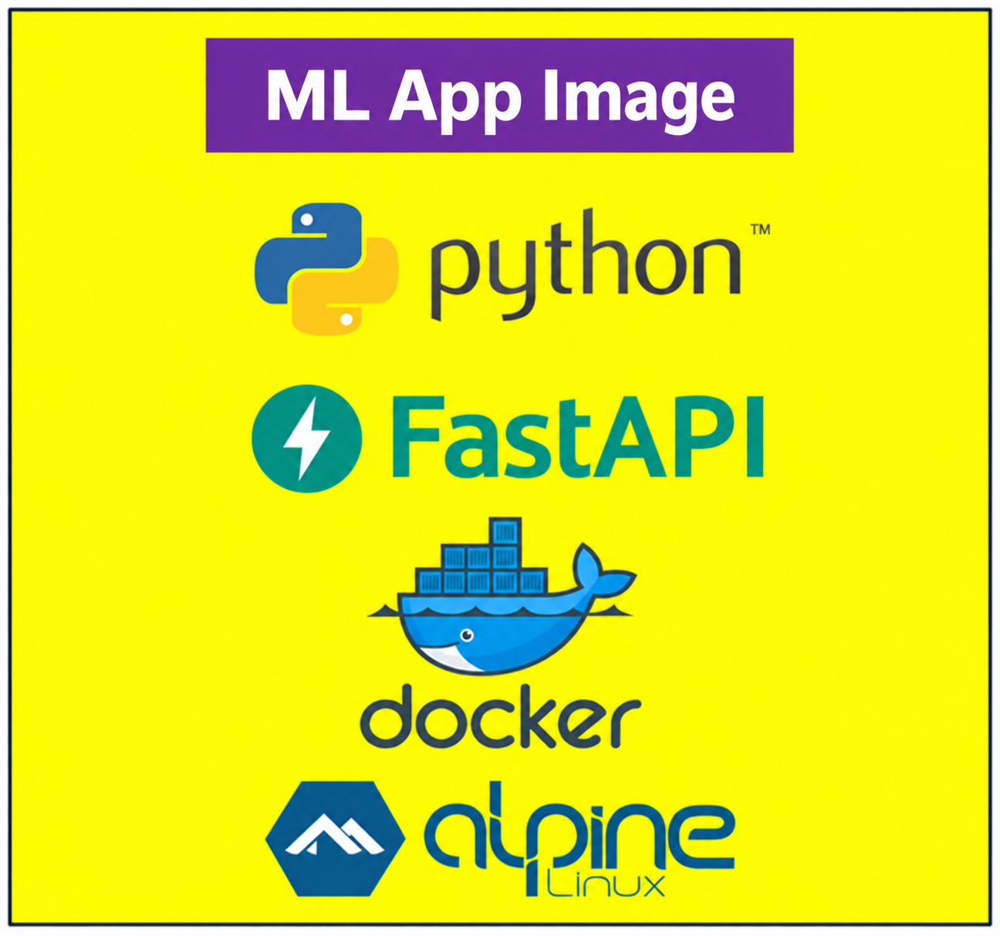 ML App Image
python™
FastAPI
docker
alpine
Linux